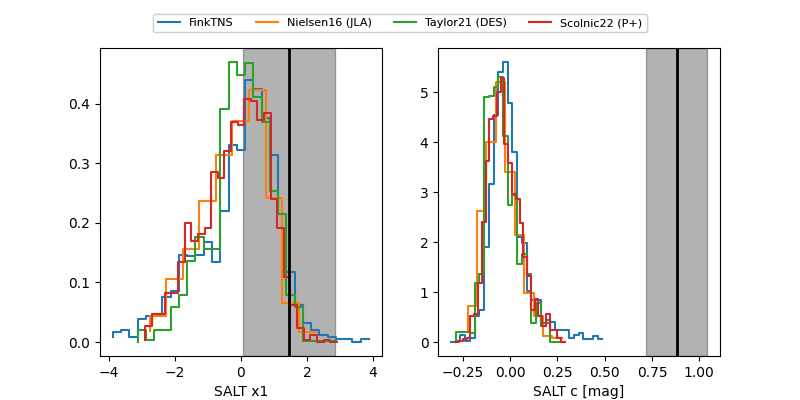 FinkTNS Nielsen16 (JLA) Taylor21 (DES) Scolnic22 (P+)
0.4
0.3
0.2
0.1
0.0
−4 −2 0 2 4
SALT x1
5
4
3
2
1
0
−0.25 0.00 0.25 0.50 0.75 1.00
SALT c [mag]